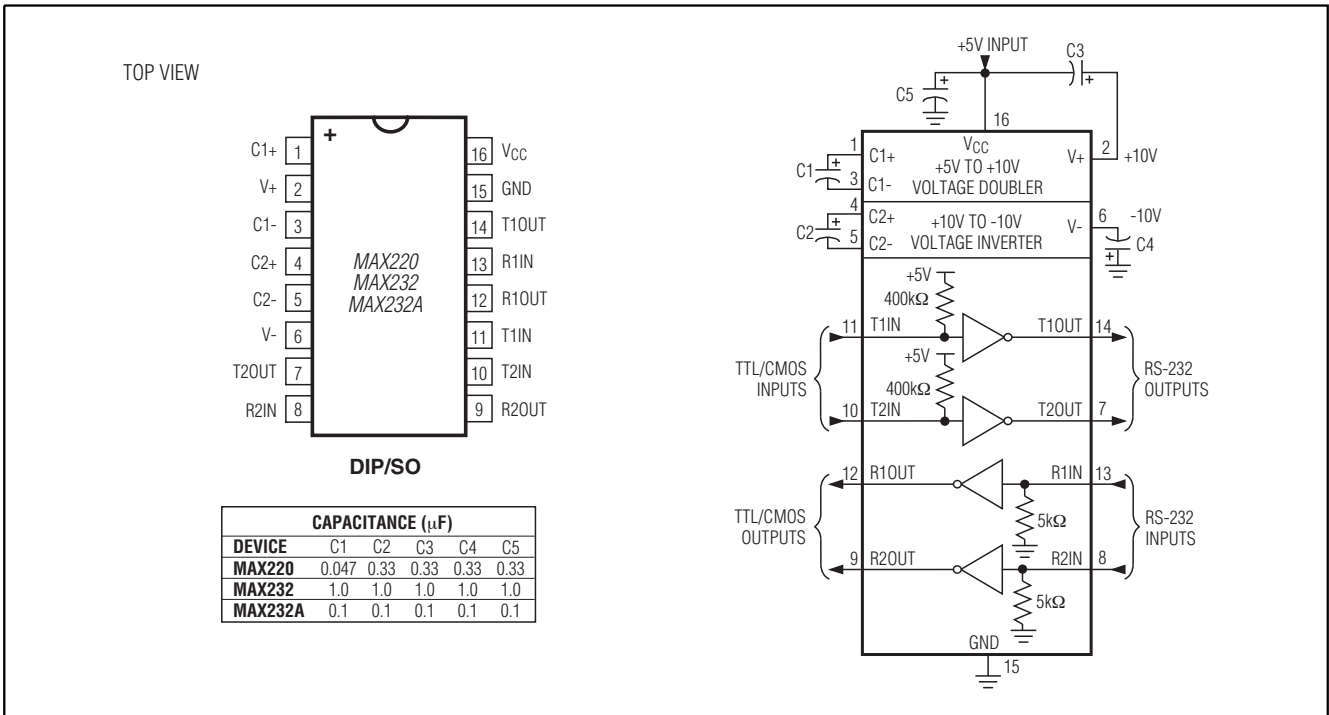 TOP VIEW
+
C1+ 1
V+ 2
C1- 3
C2+ 4
C2- 5
V- 6
T2OUT 7
R2IN 8
16 VCC
15 GND
14 T1OUT
13 R1IN
12 R1OUT
11 T1IN
10 T2IN
9 R2OUT
MAX220
MAX232
MAX232A
DIP/SO
CAPACITANCE (μF)
DEVICE C1 C2 C3 C4 C5
MAX220 0.047 0.33 0.33 0.33 0.33
MAX232 1.0 1.0 1.0 1.0 1.0
MAX232A 0.1 0.1 0.1 0.1 0.1
+5V INPUT
C3
+
C5
+
16
VCC
1
C1+
C1
+
3
C1-
+5V TO +10V
VOLTAGE DOUBLER
V+
2
+10V
4
C2+
C2
+
5
C2-
+10V TO -10V
VOLTAGE INVERTER
V-
6
-10V
C4
+
+5V
400kΩ
11 T1IN
T1OUT 14
+5V
400kΩ
TTL/CMOS
INPUTS
RS-232
OUTPUTS
10 T2IN
T2OUT 7
12 R1OUT
R1IN 13
5kΩ
TTL/CMOS
OUTPUTS
RS-232
INPUTS
9 R2OUT
R2IN 8
5kΩ
GND
15